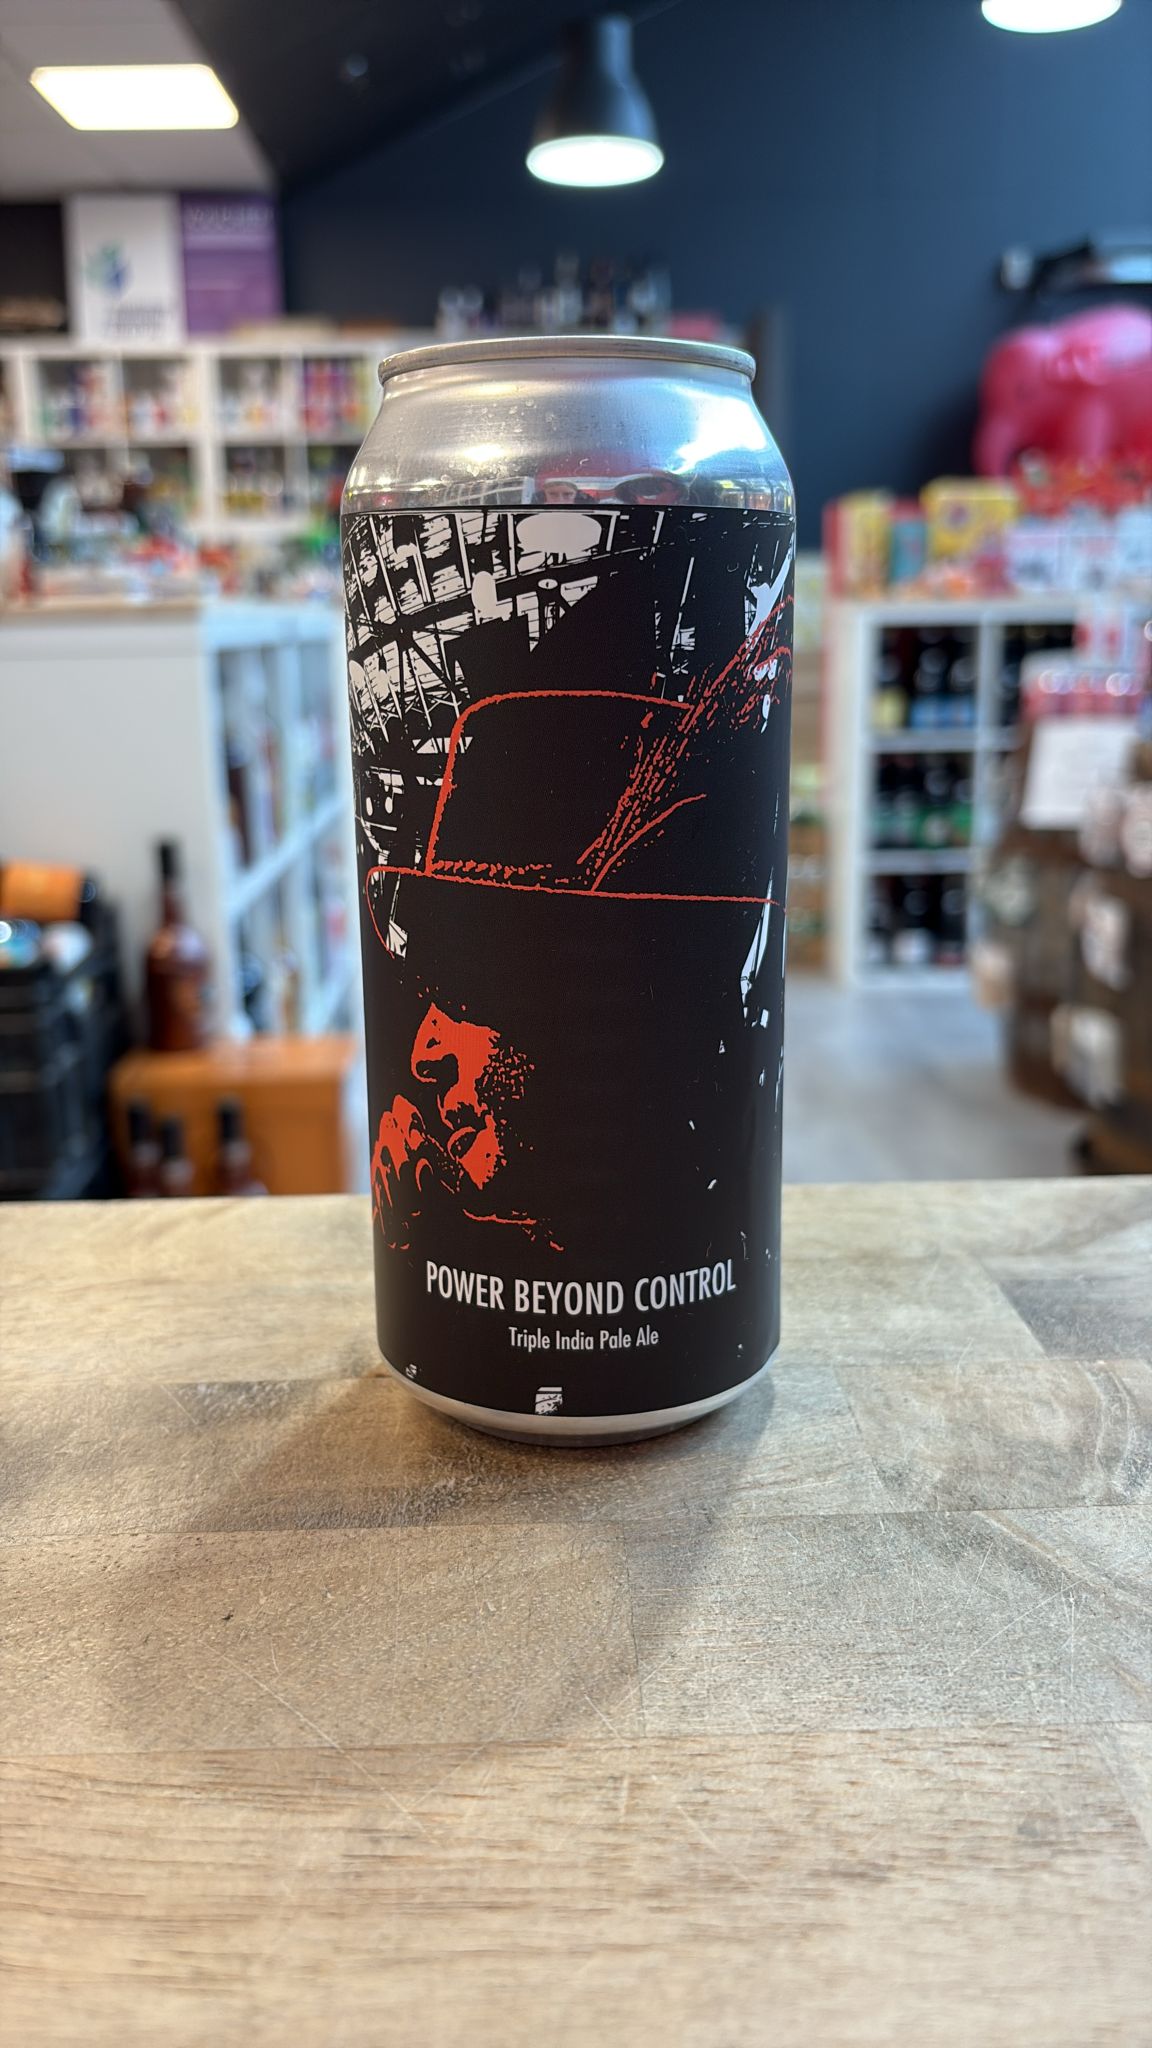 POWER BEYOND CONTROL
Triple India Pale Ale